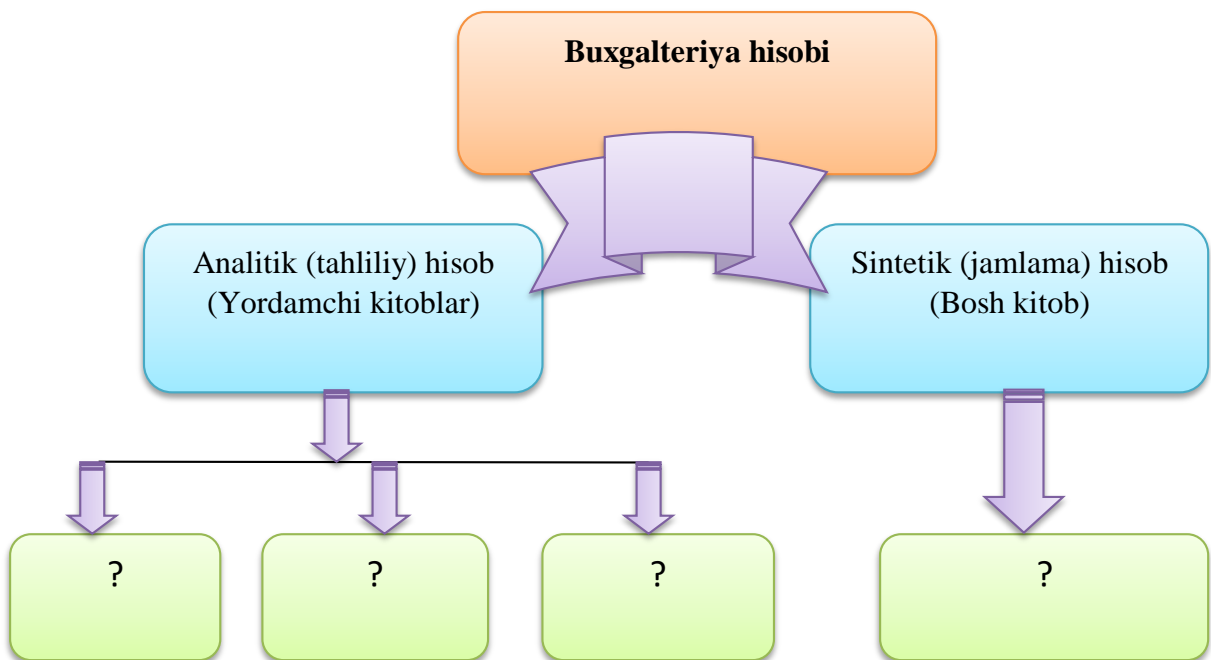 Buxgalteriya hisobi
Analitik (tahliliy) hisob
(Yordamchi kitoblar)
Sintetik (jamlama) hisob
(Bosh kitob)
?
?
?
?